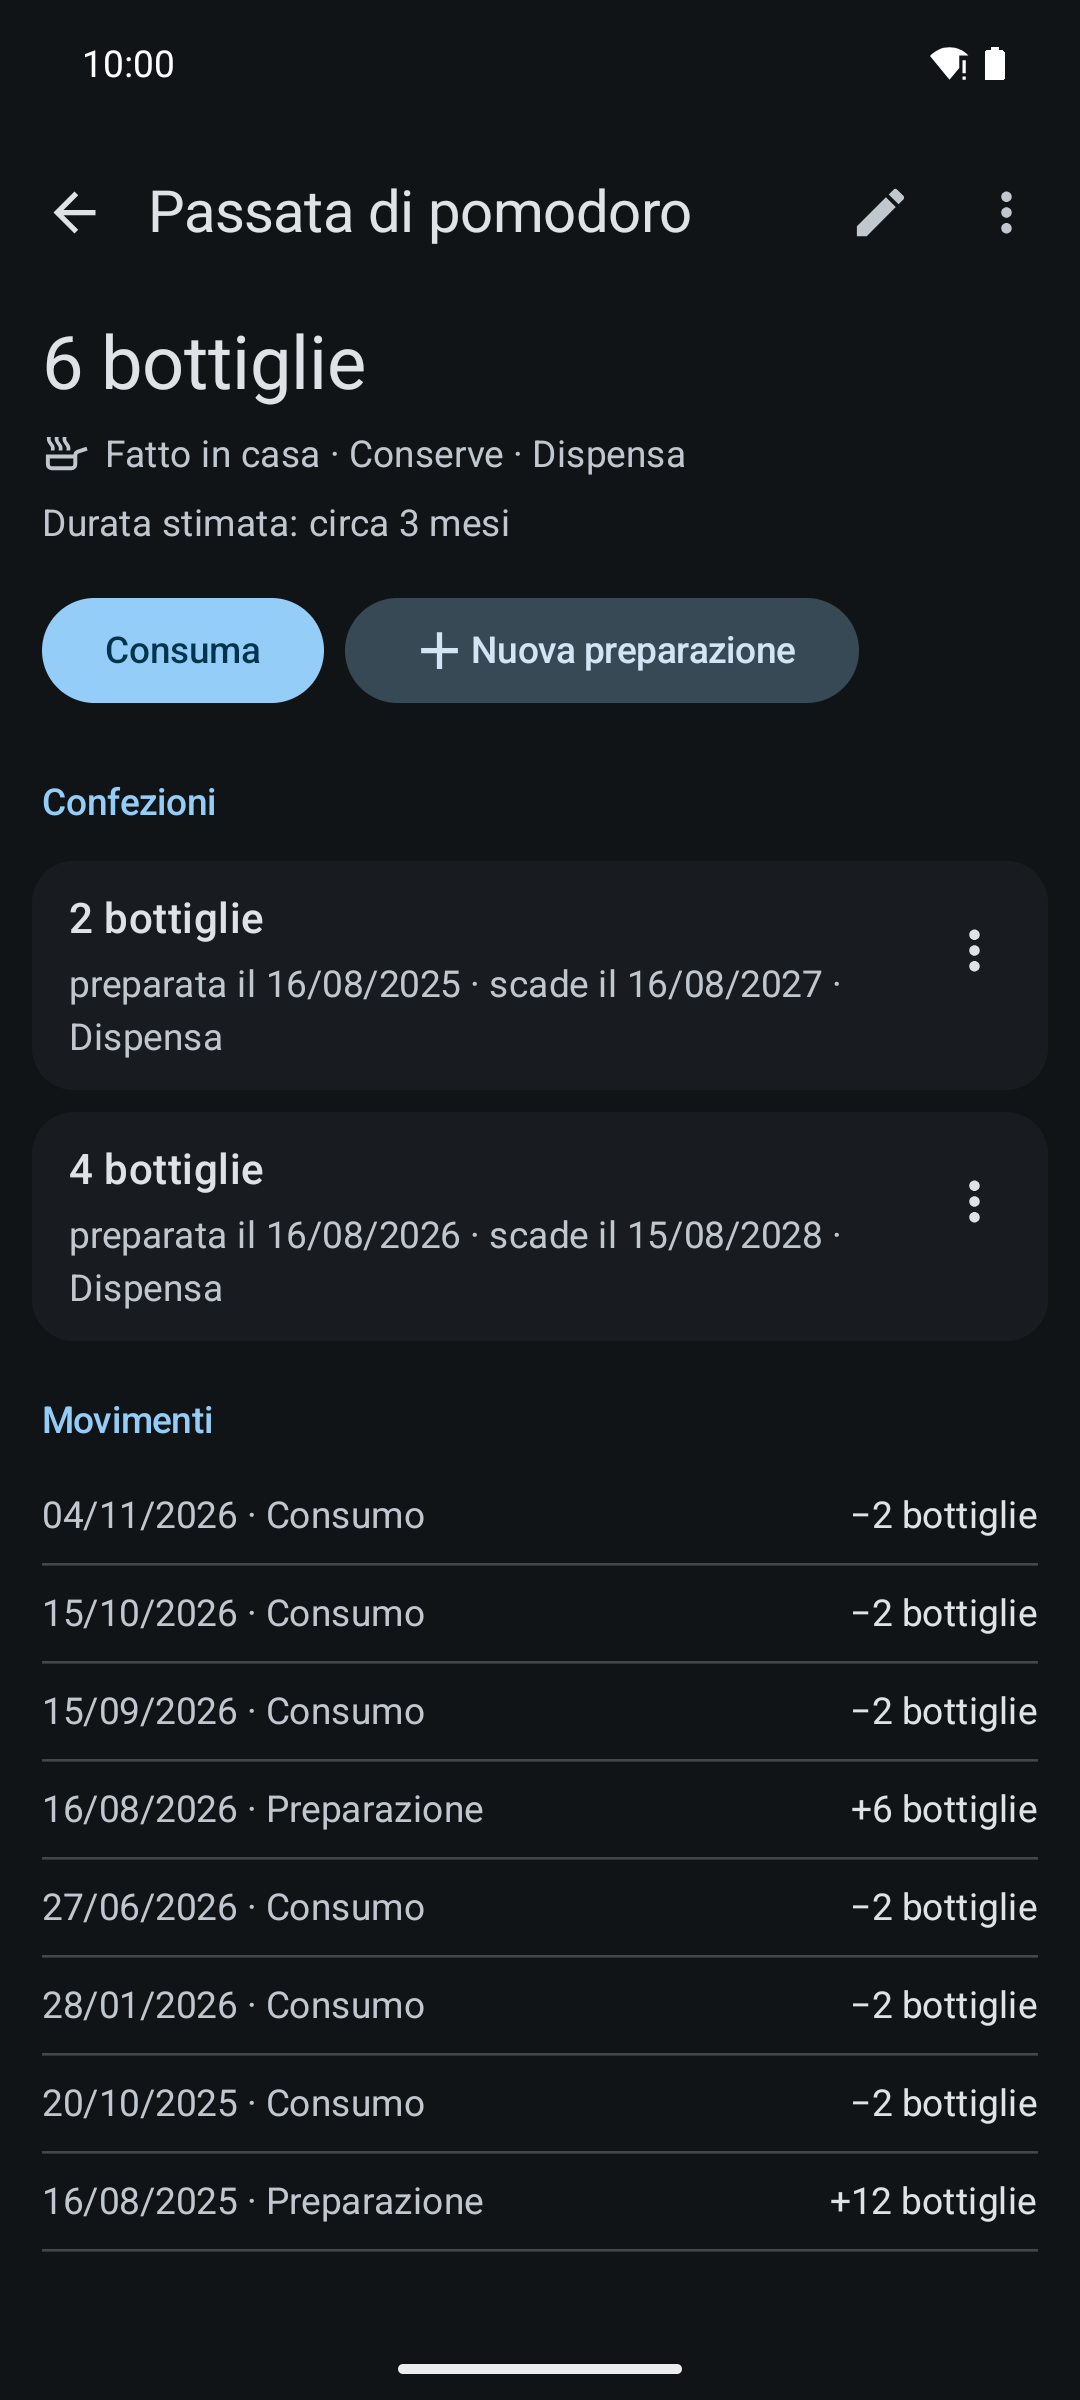 10:00
Passata di pomodoro
6 bottiglie
Fatto in casa · Conserve · Dispensa
Durata stimata: circa 3 mesi
Consuma
Nuova preparazione
Confezioni
2 bottiglie
preparata il 16/08/2025 · scade il 16/08/2027 ·
Dispensa
4 bottiglie
preparata il 16/08/2026 · scade il 15/08/2028 ·
Dispensa
Movimenti
04/11/2026 · Consumo −2 bottiglie
15/10/2026 · Consumo −2 bottiglie
15/09/2026 · Consumo −2 bottiglie
16/08/2026 · Preparazione +6 bottiglie
27/06/2026 · Consumo −2 bottiglie
28/01/2026 · Consumo −2 bottiglie
20/10/2025 · Consumo −2 bottiglie
16/08/2025 · Preparazione +12 bottiglie